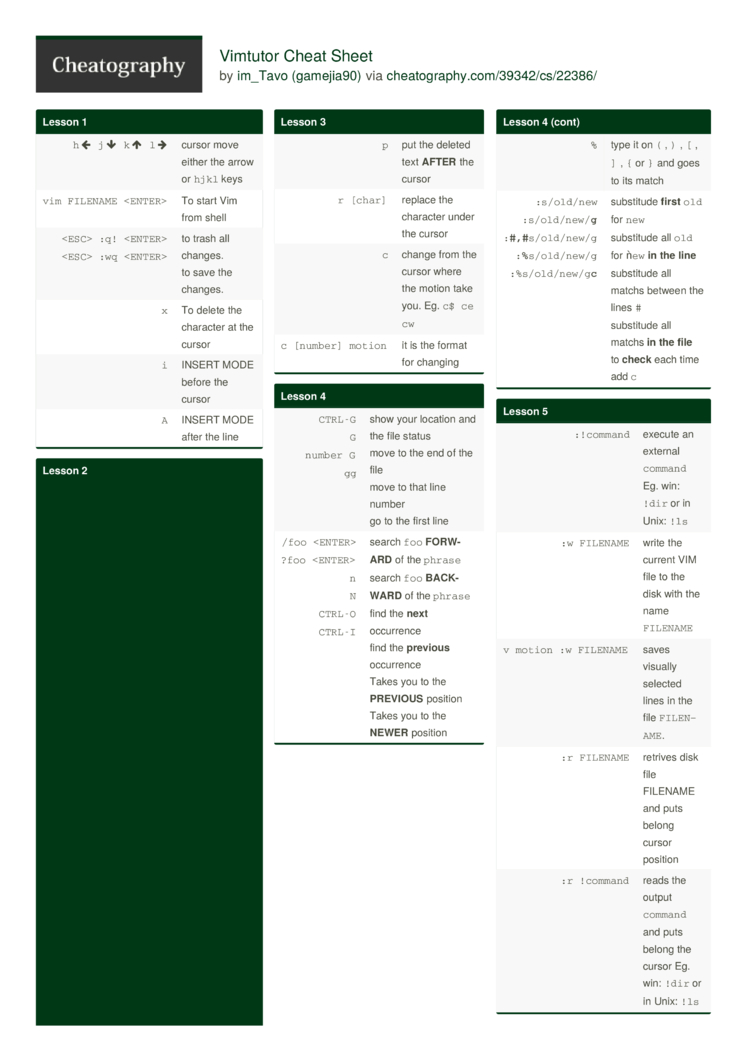 Cheatography
Vimtutor Cheat Sheet
by im_Tavo (gamejia90) via cheatography.com/39342/cs/22386/
Lesson 1
h🡸 j🡻 k🡹 l🡺
cursor move
either the arrow
or hjkl keys
vim FILENAME <ENTER>
To start Vim
from shell
<ESC> :q! <ENTER>
<ESC> :wq <ENTER>
to trash all
changes.
to save the
changes.
x
To delete the
character at the
cursor
i
INSERT MODE
before the
cursor
A
INSERT MODE
after the line
Lesson 2
Lesson 3
p
put the deleted
text AFTER the
cursor
r [char]
replace the
character under
the cursor
c
change from the
cursor where
the motion take
you. Eg. c$ ce
cw
c [number] motion
it is the format
for changing
Lesson 4
CTRL-G
G
number G
gg
show your location and
the file status
move to the end of the
file
move to that line
number
go to the first line
/foo <ENTER>
?foo <ENTER>
n
N
CTRL-O
CTRL-I
search foo FORW-
ARD of the phrase
search foo BACK-
WARD of the phrase
find the next
occurrence
find the previous
occurrence
Takes you to the
PREVIOUS position
Takes you to the
NEWER position
Lesson 4 (cont)
%
type it on (,),[,
],{ or } and goes
to its match
:s/old/new
:s/old/new/g
:#,#s/old/new/g
:%s/old/new/g
:%s/old/new/gc
substitude first old
for new
substitude all old
for ǹew in the line
substitude all
matchs between the
lines #
substitude all
matchs in the file
to check each time
add c
Lesson 5
:!command
execute an
external
command
Eg. win:
!dir or in
Unix: !ls
:w FILENAME
write the
current VIM
file to the
disk with the
name
FILENAME
v motion :w FILENAME
saves
visually
selected
lines in the
file FILEN-
AME.
:r FILENAME
retrives disk
file
FILENAME
and puts
belong
cursor
position
:r !command
reads the
output
command
and puts
belong the
cursor Eg.
win: !dir or
in Unix: !ls